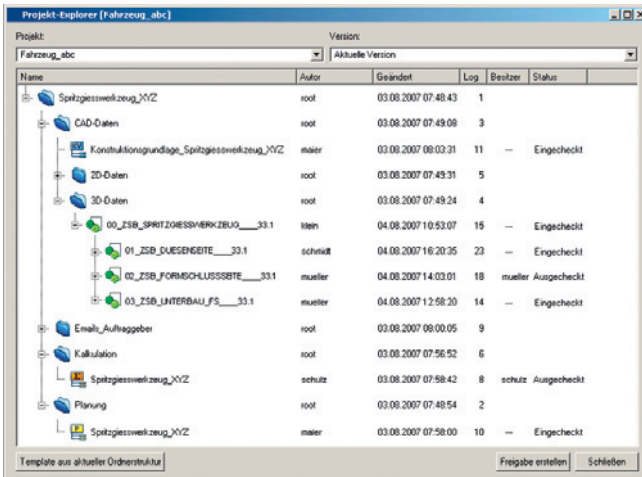 Projekt-Explorer [Fahrzeug_abc]
Projekt: Version:
Fahrzeug_abc Aktuelle Version
Name Autor Geändert Log Besitzer Status
Spritzgiesswerkzeug_XYZ root 03.08.2007 07:48:43 1
CAD-Daten root 03.08.2007 07:49:08 3
Konstruktionsgrundlage_Spritzgiesswerkzeug_XYZ maier 03.08.2007 08:03:31 11 --- Eingecheckt
2D-Daten root 03.08.2007 07:49:31 5
3D-Daten root 03.08.2007 07:49:24 4
00_ZSB_SPRITZGIESSWERKZEUG____33.1 klein 04.08.2007 10:53:07 15 --- Eingecheckt
01_ZSB_DUESENSEITE____33.1 schmidt 04.08.2007 16:20:35 23 --- Eingecheckt
02_ZSB_FORMSCHLUSSSBTE____33.1 mueller 04.08.2007 14:03:01 18 mueller Ausgecheckt
03_ZSB_UNTERBAU_FS____33.1 mueller 04.08.2007 12:58:20 14 --- Eingecheckt
Emails_Auftraggeber root 03.08.2007 08:00:05 9
Kalkulation root 03.08.2007 07:56:52 6
Spritzgiesswerkzeug_XYZ schulz 03.08.2007 07:58:42 8 schulz Ausgecheckt
Planung root 03.08.2007 07:48:54 2
Spritzgiesswerkzeug_XYZ maier 03.08.2007 07:58:00 10 --- Eingecheckt
Template aus aktueller Ordnerstruktur Freigabe erstellen Schließen